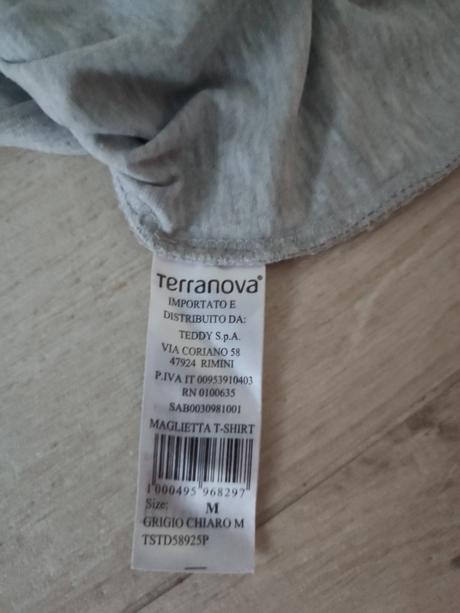 Terranova®
IMPORTATO E
DISTRIBUITO DA:
TEDDY S.p.A.
VIA CORIANO 58
47924 RIMINI
P.IVA IT 00953910403
RN 0100635
SAB0030981001
MAGLIETTA T-SHIRT
1 000495 968297
Size: M
GRIGIO CHIARO M
TSTD58925P